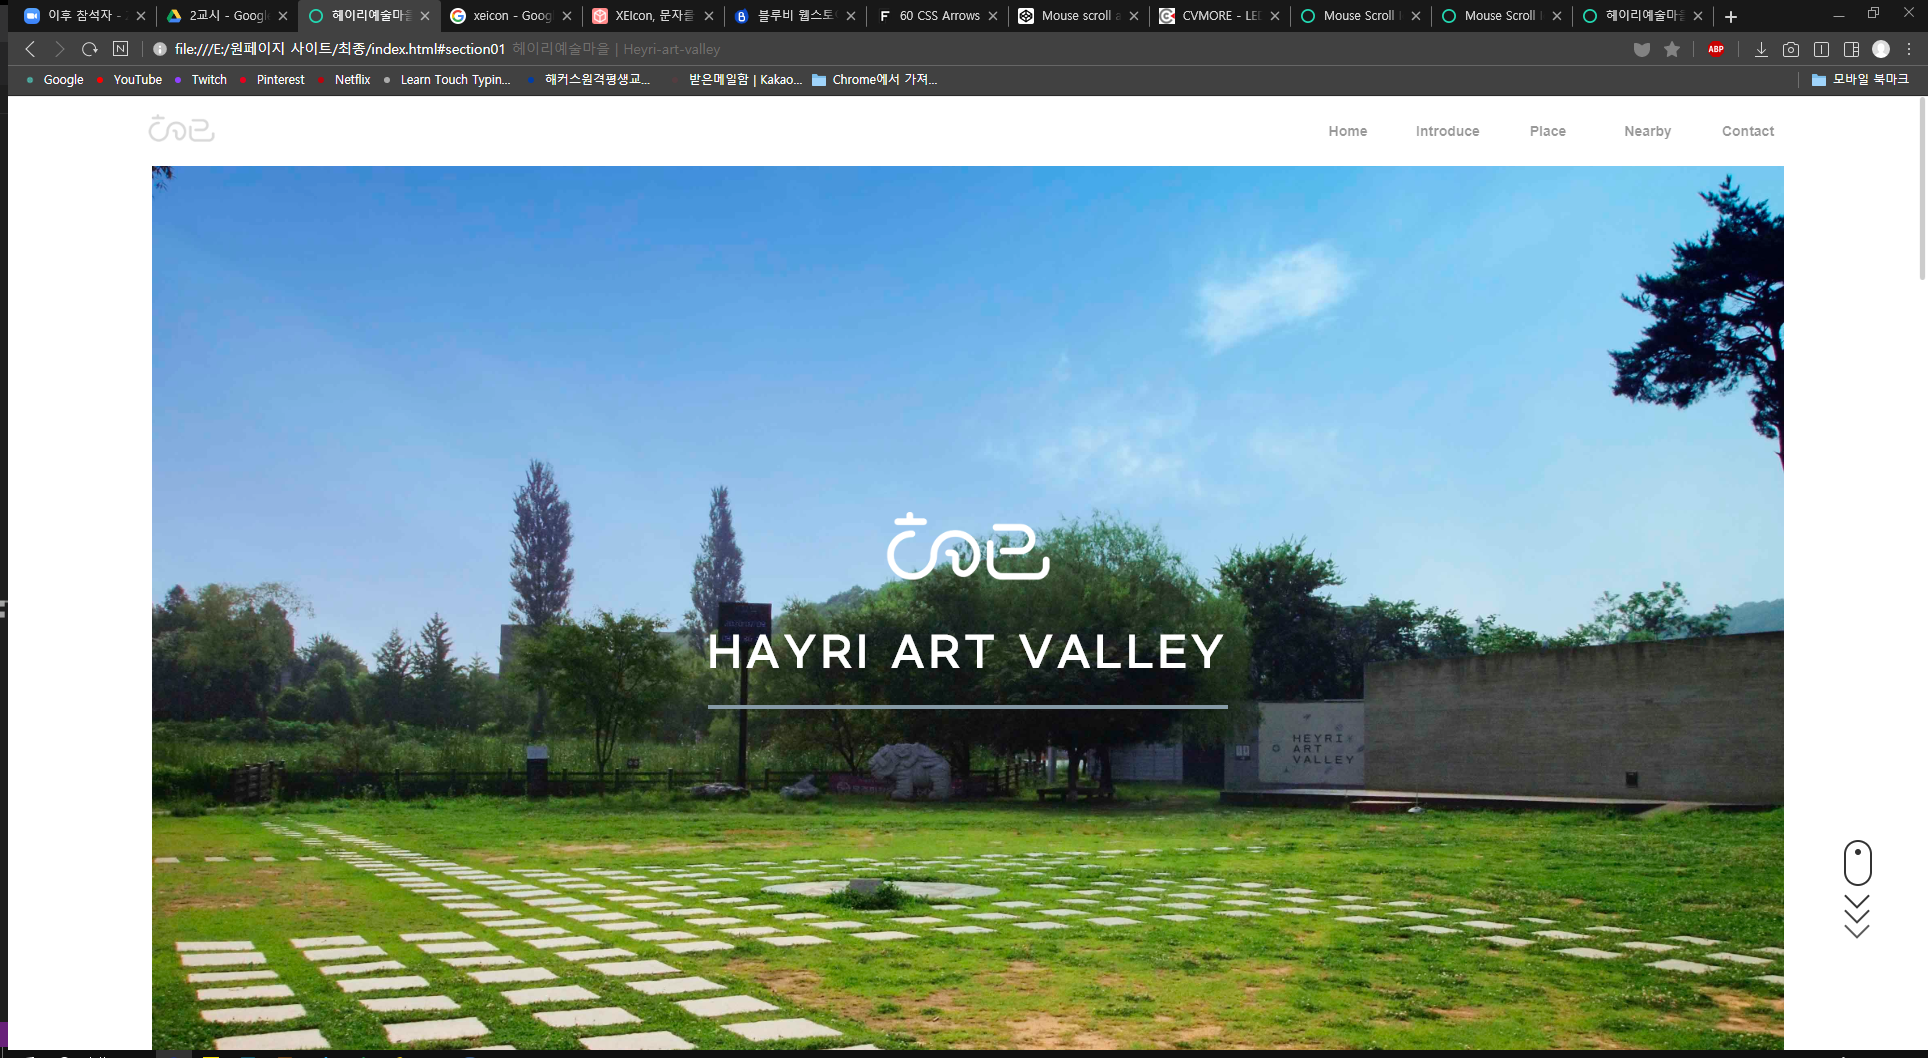 이후 참석자 -
2교시 - Googl
헤이리예술마을
xeicon - Goog
XEIcon, 문자를
블루비 웹스토
60 CSS Arrows
Mouse scroll a
CVMORE - LED
Mouse Scroll
Mouse Scroll
헤이리예술마을
file:///E:/원페이지 사이트/최종/index.html#section01 헤이리예술마을 | Heyri-art-valley
ABP
Google YouTube Twitch Pinterest Netflix Learn Touch Typin... 해커스원격평생교... 받은메일함 | Kakao... Chrome에서 가져... 모바일 북마크
Home Introduce Place Nearby Contact
HAYRI ART VALLEY
HEYRI
ART
VALLEY